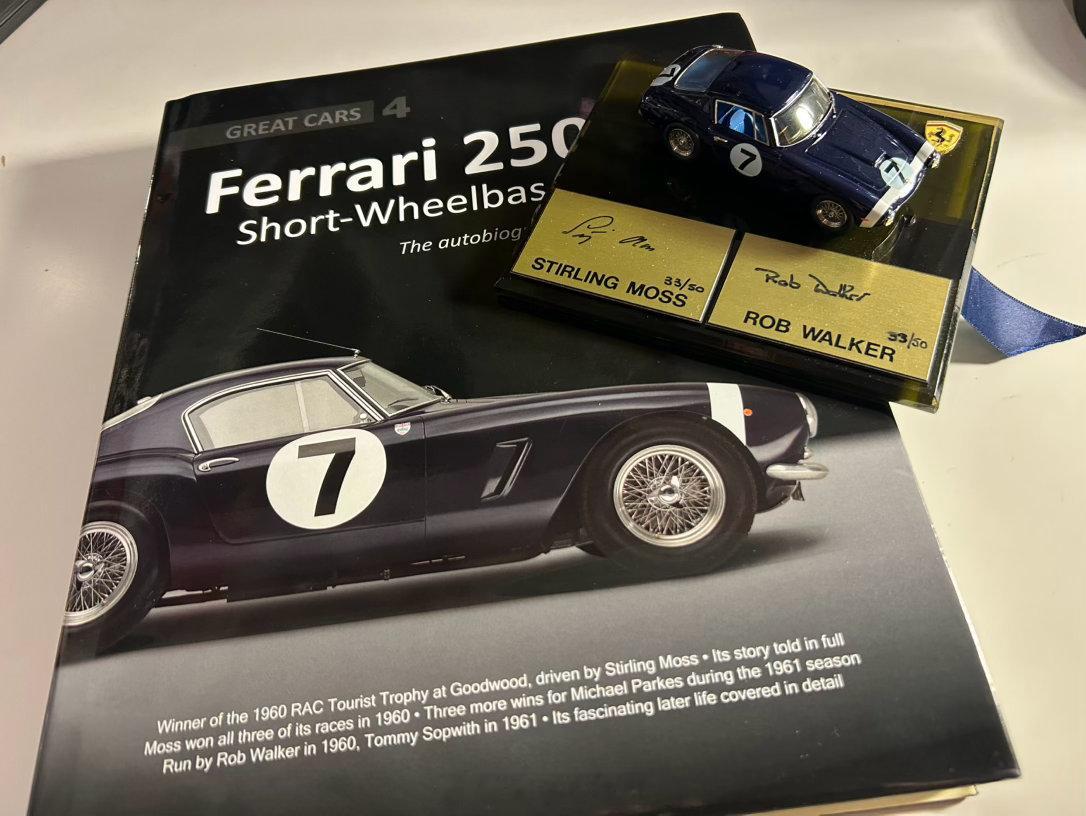 GREAT CARS 4
Ferrari 250
Short-Wheelbas
The autobiog
7
7
STIRLING MOSS
33/50
Rob Walker
ROB WALKER
33/50
7
Winner of the 1960 RAC Tourist Trophy at Goodwood, driven by Stirling Moss • Its story told in full
Moss won all three of its races in 1960 • Three more wins for Michael Parkes during the 1961 season
Run by Rob Walker in 1960, Tommy Sopwith in 1961 • Its fascinating later life covered in detail